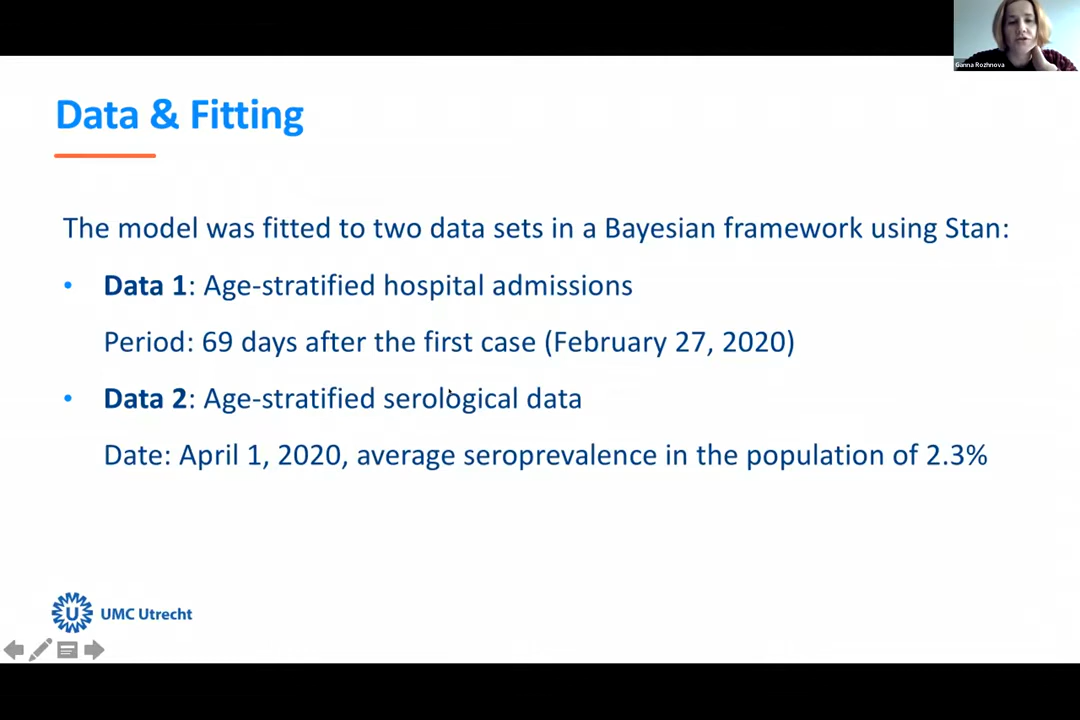 Ganna Rozhnova
Data & Fitting
The model was fitted to two data sets in a Bayesian framework using Stan:
• Data 1: Age-stratified hospital admissions
Period: 69 days after the first case (February 27, 2020)
• Data 2: Age-stratified serological data
Date: April 1, 2020, average seroprevalence in the population of 2.3%
U UMC Utrecht